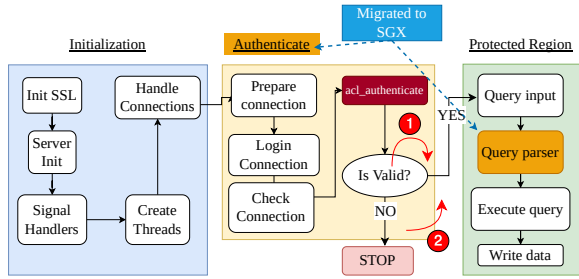 Migrated to
SGX
Initialization
Authenticate
Protected Region
Init SSL
Handle
Connections
Prepare
connection
acl_authenticate
Query input
YES
1
Server
Init
Login
Connection
Is Valid?
Query parser
Signal
Handlers
Create
Threads
Check
Connection
NO
2
Execute query
STOP
Write data